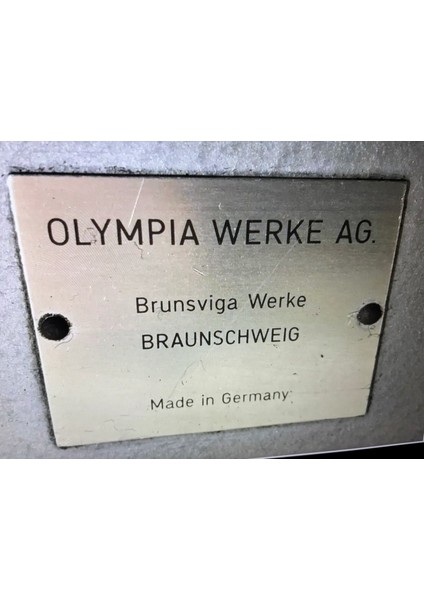 OLYMPIA WERKE AG.
Brunsviga Werke
BRAUNSCHWEIG
Made in Germany